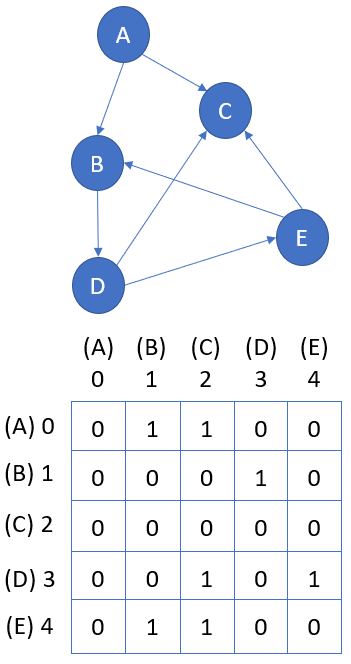 A
C
B
E
D
(A) (B) (C) (D) (E)
0 1 2 3 4
(A) 0 0 1 1 0 0
(B) 1 0 0 0 1 0
(C) 2 0 0 0 0 0
(D) 3 0 0 1 0 1
(E) 4 0 1 1 0 0